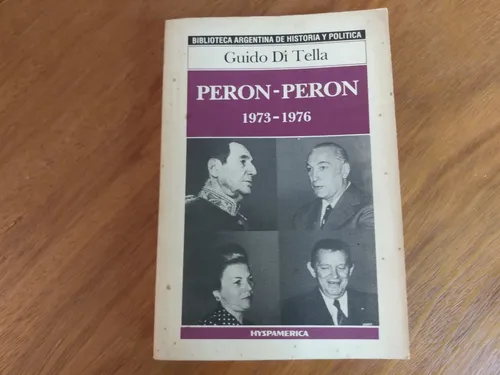 BIBLIOTECA ARGENTINA DE HISTORIA Y POLITICA
Guido Di Tella
PERON-PERON
1973-1976
HYSPAMERICA